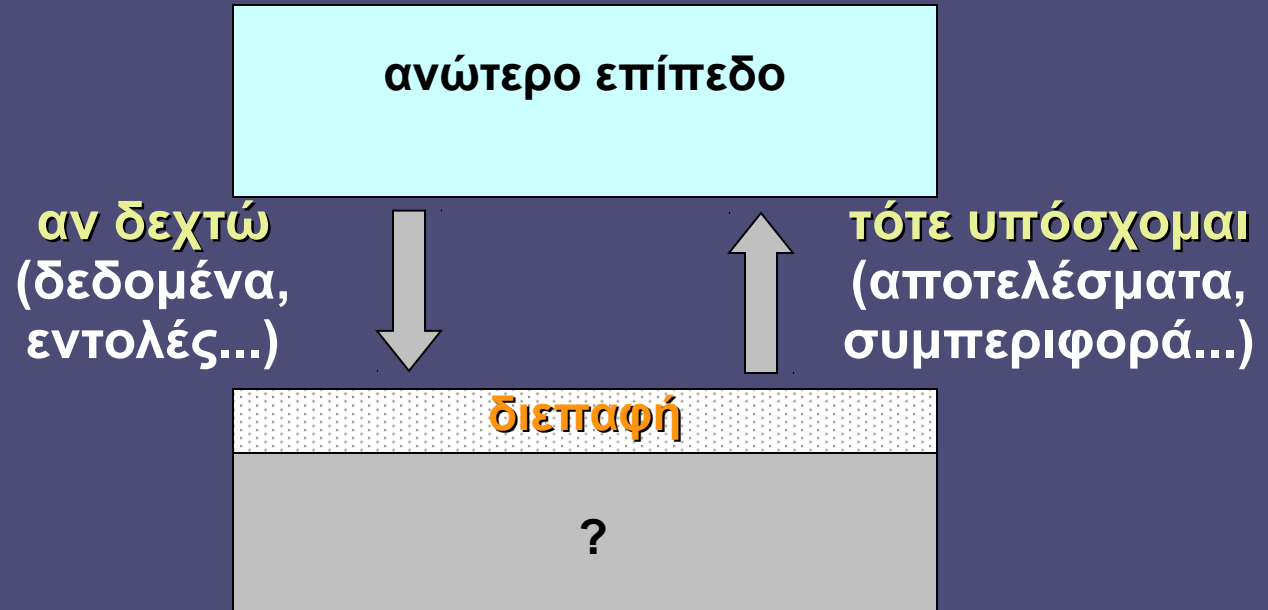 ανώτερο επίπεδο
αν δεχτώ
(δεδομένα,
εντολές...)
τότε υπόσχομαι
(αποτελέσματα,
συμπεριφορά...)
διεπαφή
?